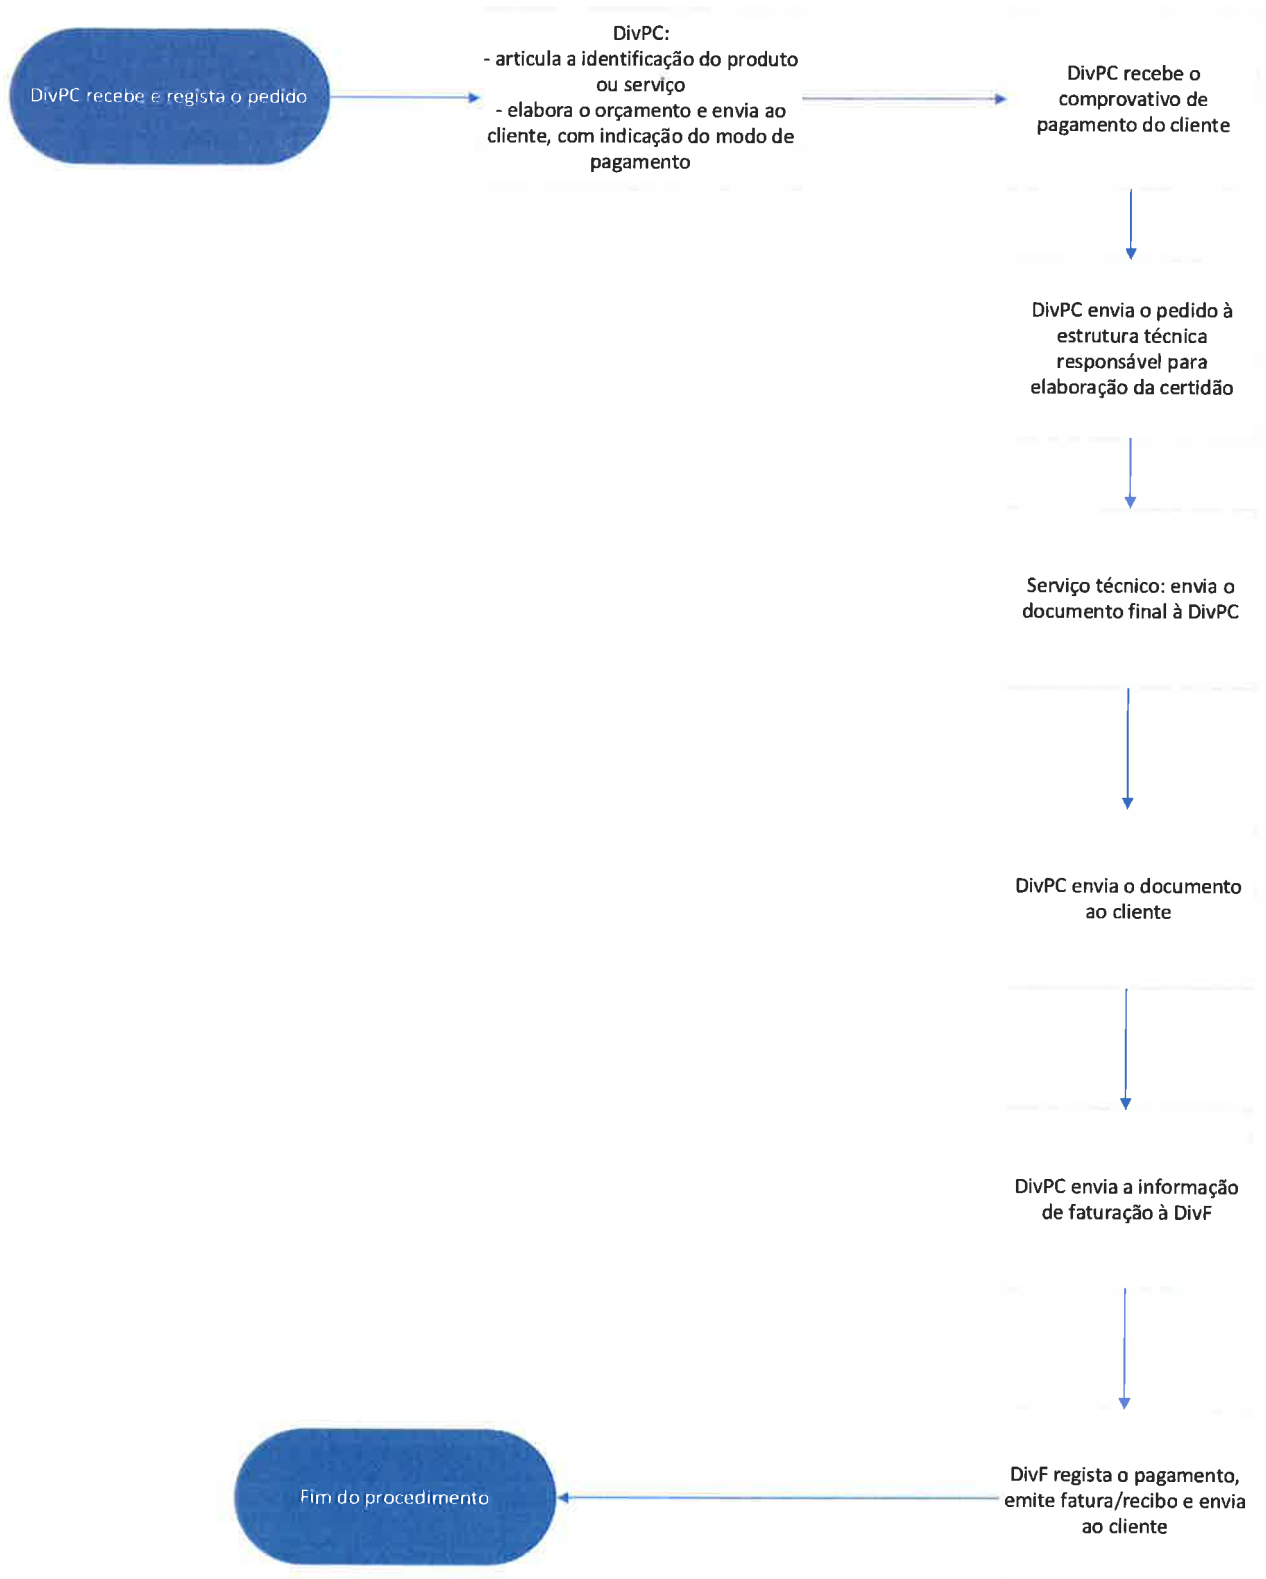 DivPC recebe e regista o pedido
DivPC:
- articula a identificação do produto
ou serviço
- elabora o orçamento e envia ao
cliente, com indicação do modo de
pagamento
DivPC recebe o
comprovativo de
pagamento do cliente
DivPC envia o pedido à
estrutura técnica
responsável para
elaboração da certidão
Serviço técnico: envia o
documento final à DivPC
DivPC envia o documento
ao cliente
DivPC envia a informação
de faturação à DivF
DivF regista o pagamento,
emite fatura/recibo e envia
ao cliente
Fim do procedimento